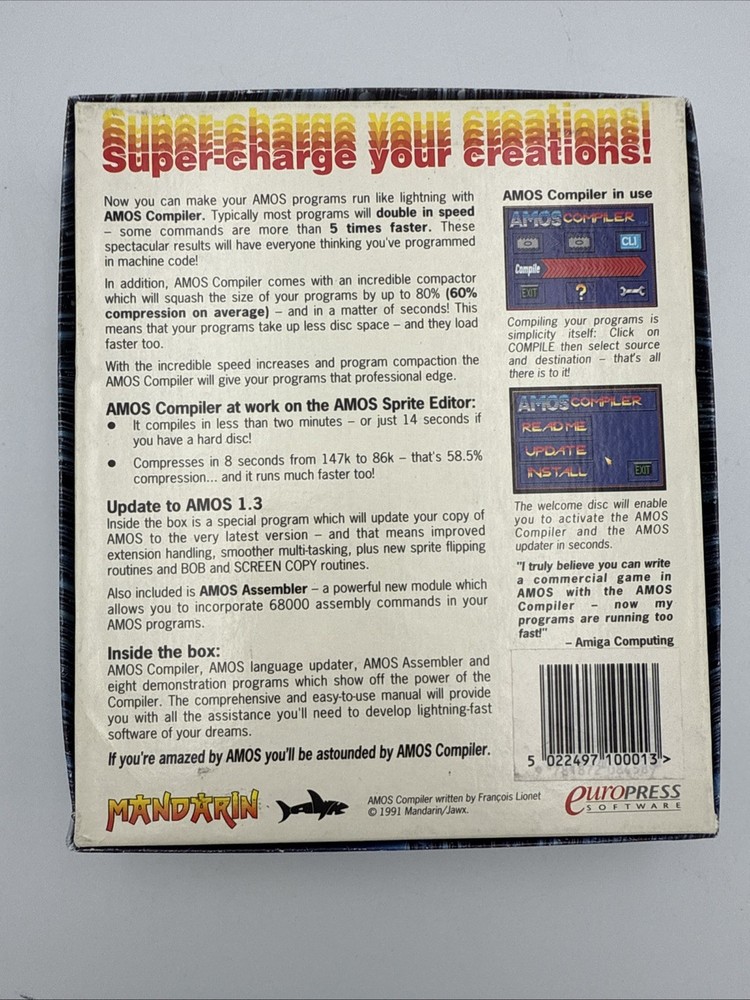 Super-charge your creations!
Now you can make your AMOS programs run like lightning with
AMOS Compiler. Typically most programs will double in speed
– some commands are more than 5 times faster. These
spectacular results will have everyone thinking you've programmed
in machine code!
In addition, AMOS Compiler comes with an incredible compactor
which will squash the size of your programs by up to 80% (60%
compression on average) – and in a matter of seconds! This
means that your programs take up less disc space – and they load
faster too.
With the incredible speed increases and program compaction the
AMOS Compiler will give your programs that professional edge.
AMOS Compiler at work on the AMOS Sprite Editor:
● It compiles in less than two minutes – or just 14 seconds if
you have a hard disc!
● Compresses in 8 seconds from 147k to 86k – that's 58.5%
compression... and it runs much faster too!
Update to AMOS 1.3
Inside the box is a special program which will update your copy of
AMOS to the very latest version – and that means improved
extension handling, smoother multi-tasking, plus new sprite flipping
routines and BOB and SCREEN COPY routines.
Also included is AMOS Assembler – a powerful new module which
allows you to incorporate 68000 assembly commands in your
AMOS programs.
Inside the box:
AMOS Compiler, AMOS language updater, AMOS Assembler and
eight demonstration programs which show off the power of the
Compiler. The comprehensive and easy-to-use manual will provide
you with all the assistance you'll need to develop lightning-fast
software of your dreams.
If you're amazed by AMOS you'll be astounded by AMOS Compiler.
AMOS Compiler in use
AMOS COMPILER
CLI
Compile
EXIT
?
Compiling your programs is
simplicity itself: Click on
COMPILE then select source
and destination – that's all
there is to it!
AMOS COMPILER
README
UPDATE
INSTALL
EXIT
The welcome disc will enable
you to activate the AMOS
Compiler and the AMOS
updater in seconds.
"I truly believe you can write
a commercial game in
AMOS with the AMOS
Compiler – now my
programs are running too
fast!"
– Amiga Computing
5 022497 100013 >
MANDARIN
AMOS Compiler written by François Lionet
© 1991 Mandarin/Jawx.
euroPRESS
SOFTWARE